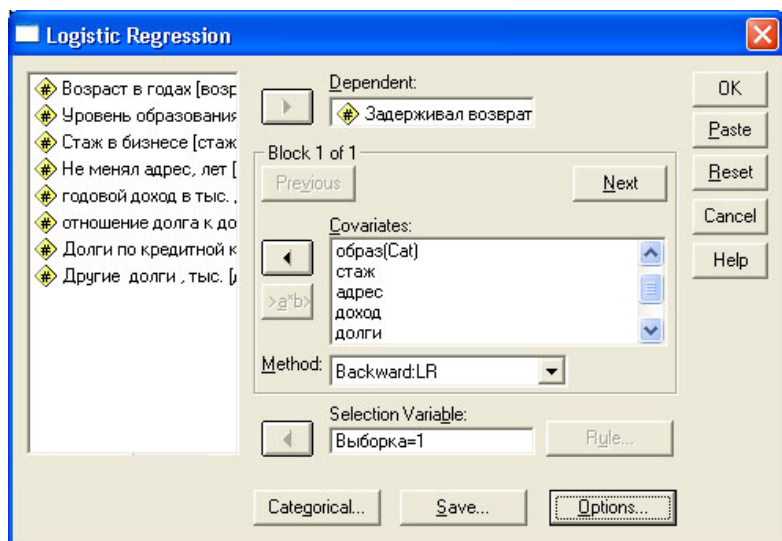 Logistic Regression
Возраст в годах [возр
Уровень образования
Стаж в бизнесе [стаж
Не менял адрес, лет [
годовой доход в тыс. ,
отношение долга к до
Долги по кредитной к
Другие долги , тыс. [д
Dependent:
Задерживал возврат
Block 1 of 1
Previous
Next
Covariates:
образ(Cat)
стаж
адрес
доход
долги
>a*b>
Method:
Backward:LR
Selection Variable:
Выборка=1
Rule...
Categorical...
Save...
Options...
OK
Paste
Reset
Cancel
Help